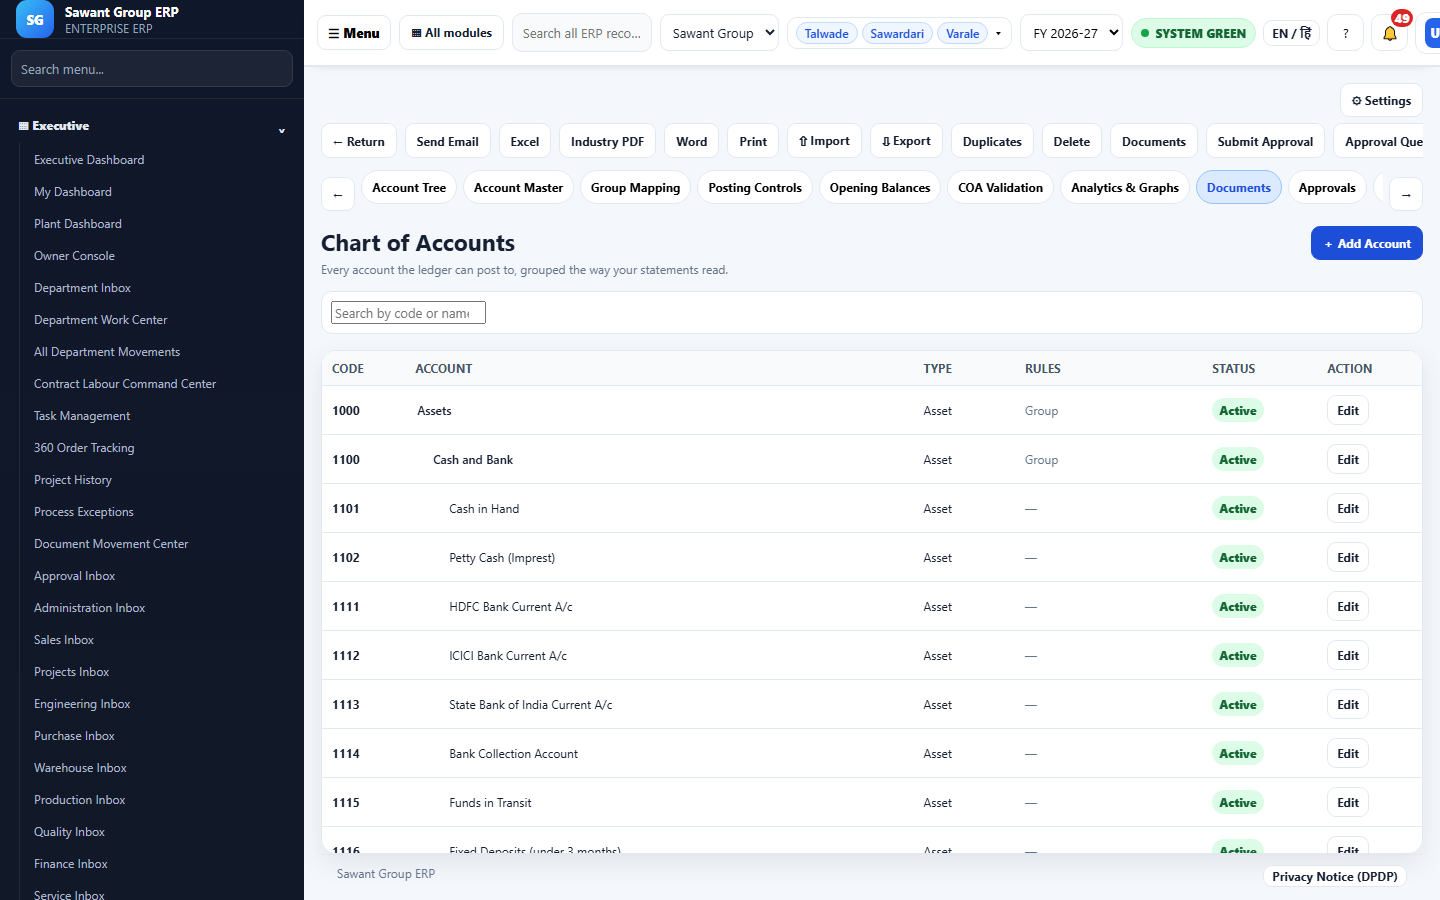 SG
Sawant Group ERP
ENTERPRISE ERP
Search menu...
Executive
Executive Dashboard
My Dashboard
Plant Dashboard
Owner Console
Department Inbox
Department Work Center
All Department Movements
Contract Labour Command Center
Task Management
360 Order Tracking
Project History
Process Exceptions
Document Movement Center
Approval Inbox
Administration Inbox
Sales Inbox
Projects Inbox
Engineering Inbox
Purchase Inbox
Warehouse Inbox
Production Inbox
Quality Inbox
Finance Inbox
Service Inbox
☰ Menu
All modules
Search all ERP reco...
Sawant Group
Talwade
Sawardari
Varale
FY 2026-27
SYSTEM GREEN
EN / हिं
?
49
U
⚙ Settings
← Return
Send Email
Excel
Industry PDF
Word
Print
⇧ Import
⇩ Export
Duplicates
Delete
Documents
Submit Approval
Approval Que
←
Account Tree
Account Master
Group Mapping
Posting Controls
Opening Balances
COA Validation
Analytics & Graphs
Documents
Approvals
→
Chart of Accounts
+ Add Account
Every account the ledger can post to, grouped the way your statements read.
Search by code or name
CODE ACCOUNT TYPE RULES STATUS ACTION
1000 Assets Asset Group Active Edit
1100 Cash and Bank Asset Group Active Edit
1101 Cash in Hand Asset — Active Edit
1102 Petty Cash (Imprest) Asset — Active Edit
1111 HDFC Bank Current A/c Asset — Active Edit
1112 ICICI Bank Current A/c Asset — Active Edit
1113 State Bank of India Current A/c Asset — Active Edit
1114 Bank Collection Account Asset — Active Edit
1115 Funds in Transit Asset — Active Edit
1116 Fixed Deposits (under 3 months) Asset — Active Edit
Sawant Group ERP
Privacy Notice (DPDP)